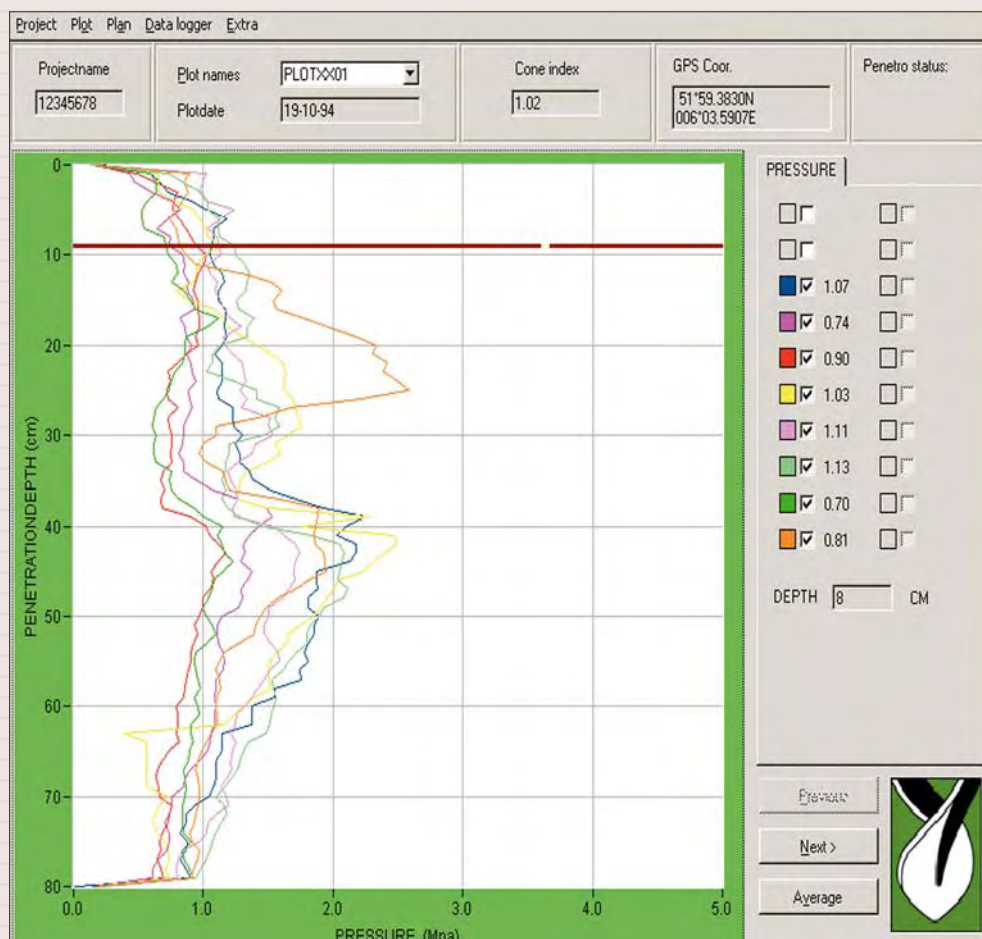 Project Plot Plan Data logger Extra
Projectname
12345678
Plot names PLOTXX01
Plotdate 19-10-94
Cone index
1.02
GPS Coor.
51°59.3830N
006°03.5907E
Penetro status:
0
10
20
30
40
50
60
70
80
PENETRATIONDEPTH (cm)
0.0 1.0 2.0 3.0 4.0 5.0
PRESSURE (Mpa)
PRESSURE
1.07
0.74
0.90
1.03
1.11
1.13
0.70
0.81
DEPTH 8 CM
Previous
Next >
Average